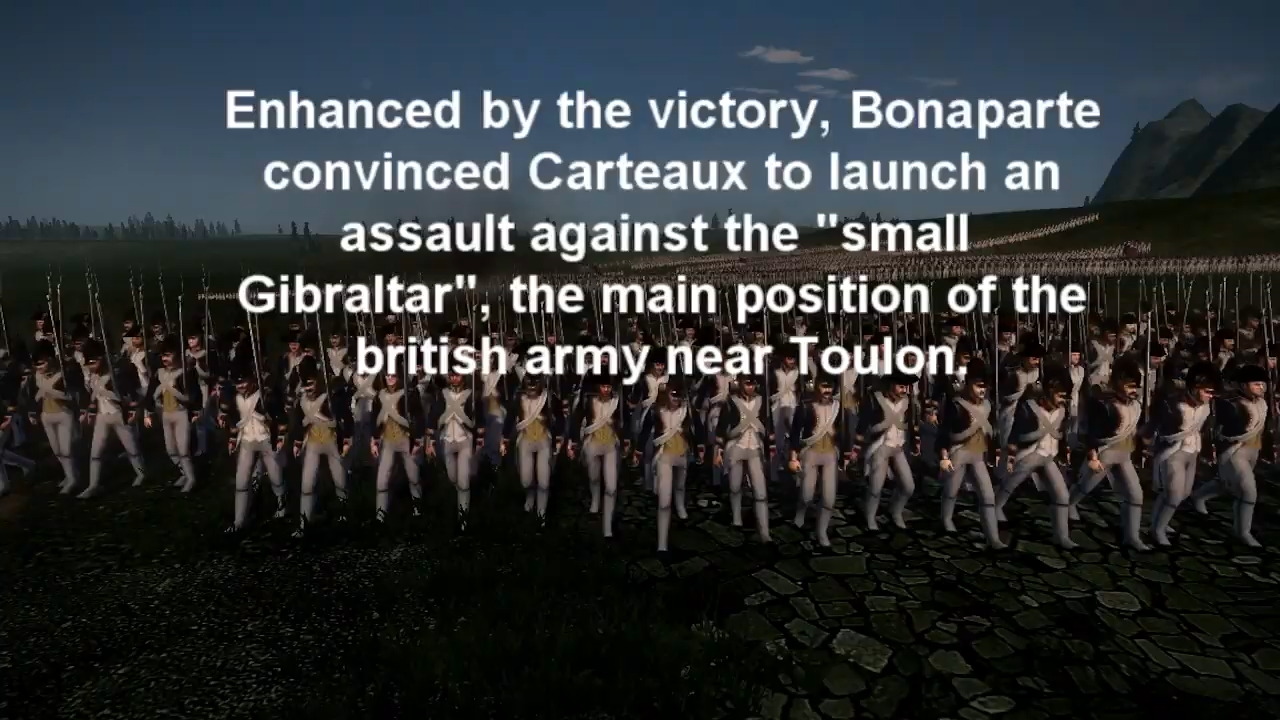 Enhanced by the victory, Bonaparte
convinced Carteaux to launch an
assault against the "small
Gibraltar", the main position of the
british army near Toulon.